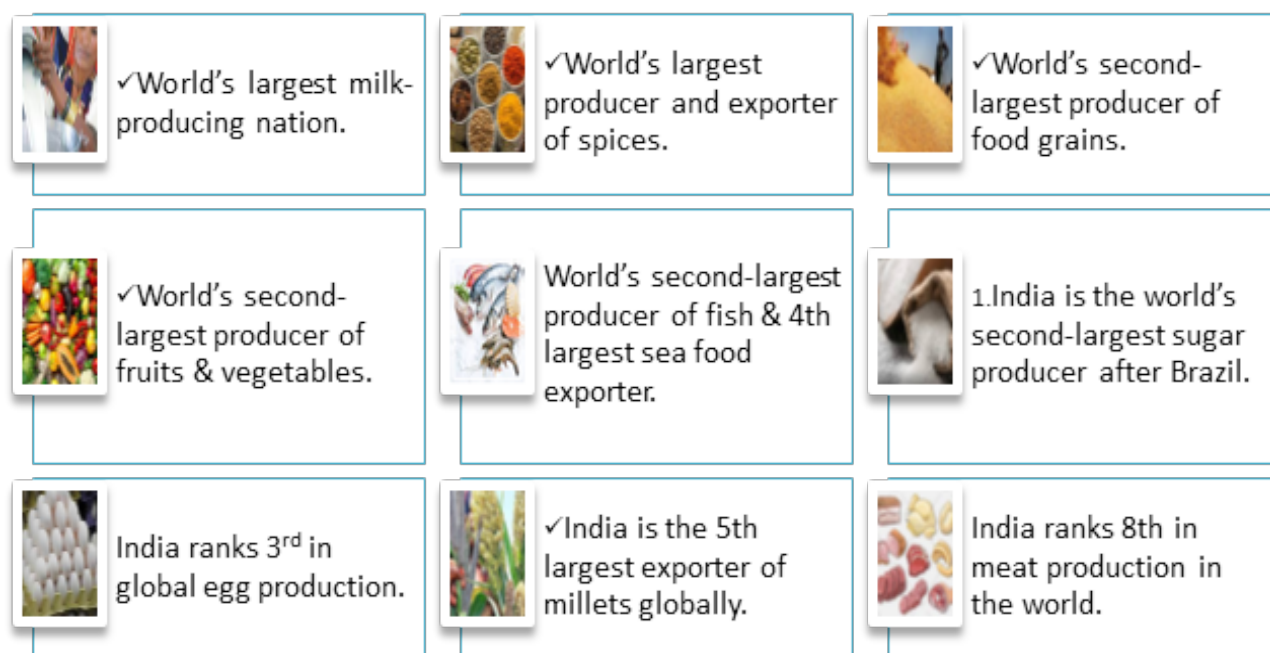 ✓World's largest milk-
producing nation.
✓World's largest
producer and exporter
of spices.
✓World's second-
largest producer of
food grains.
✓World's second-
largest producer of
fruits & vegetables.
World's second-largest
producer of fish & 4th
largest sea food
exporter.
1.India is the world's
second-largest sugar
producer after Brazil.
India ranks 3rd in
global egg production.
✓India is the 5th
largest exporter of
millets globally.
India ranks 8th in
meat production in
the world.